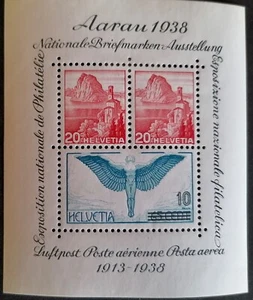 Aarau 1938
Nationale Briefmarken-Ausstellung
Exposition nationale de Philatélie
Esposizione nazionale filatelica
20 HELVETIA
20 HELVETIA
10
HELVETIA
Luftpost Poste aérienne Posta aerea
1913-1938